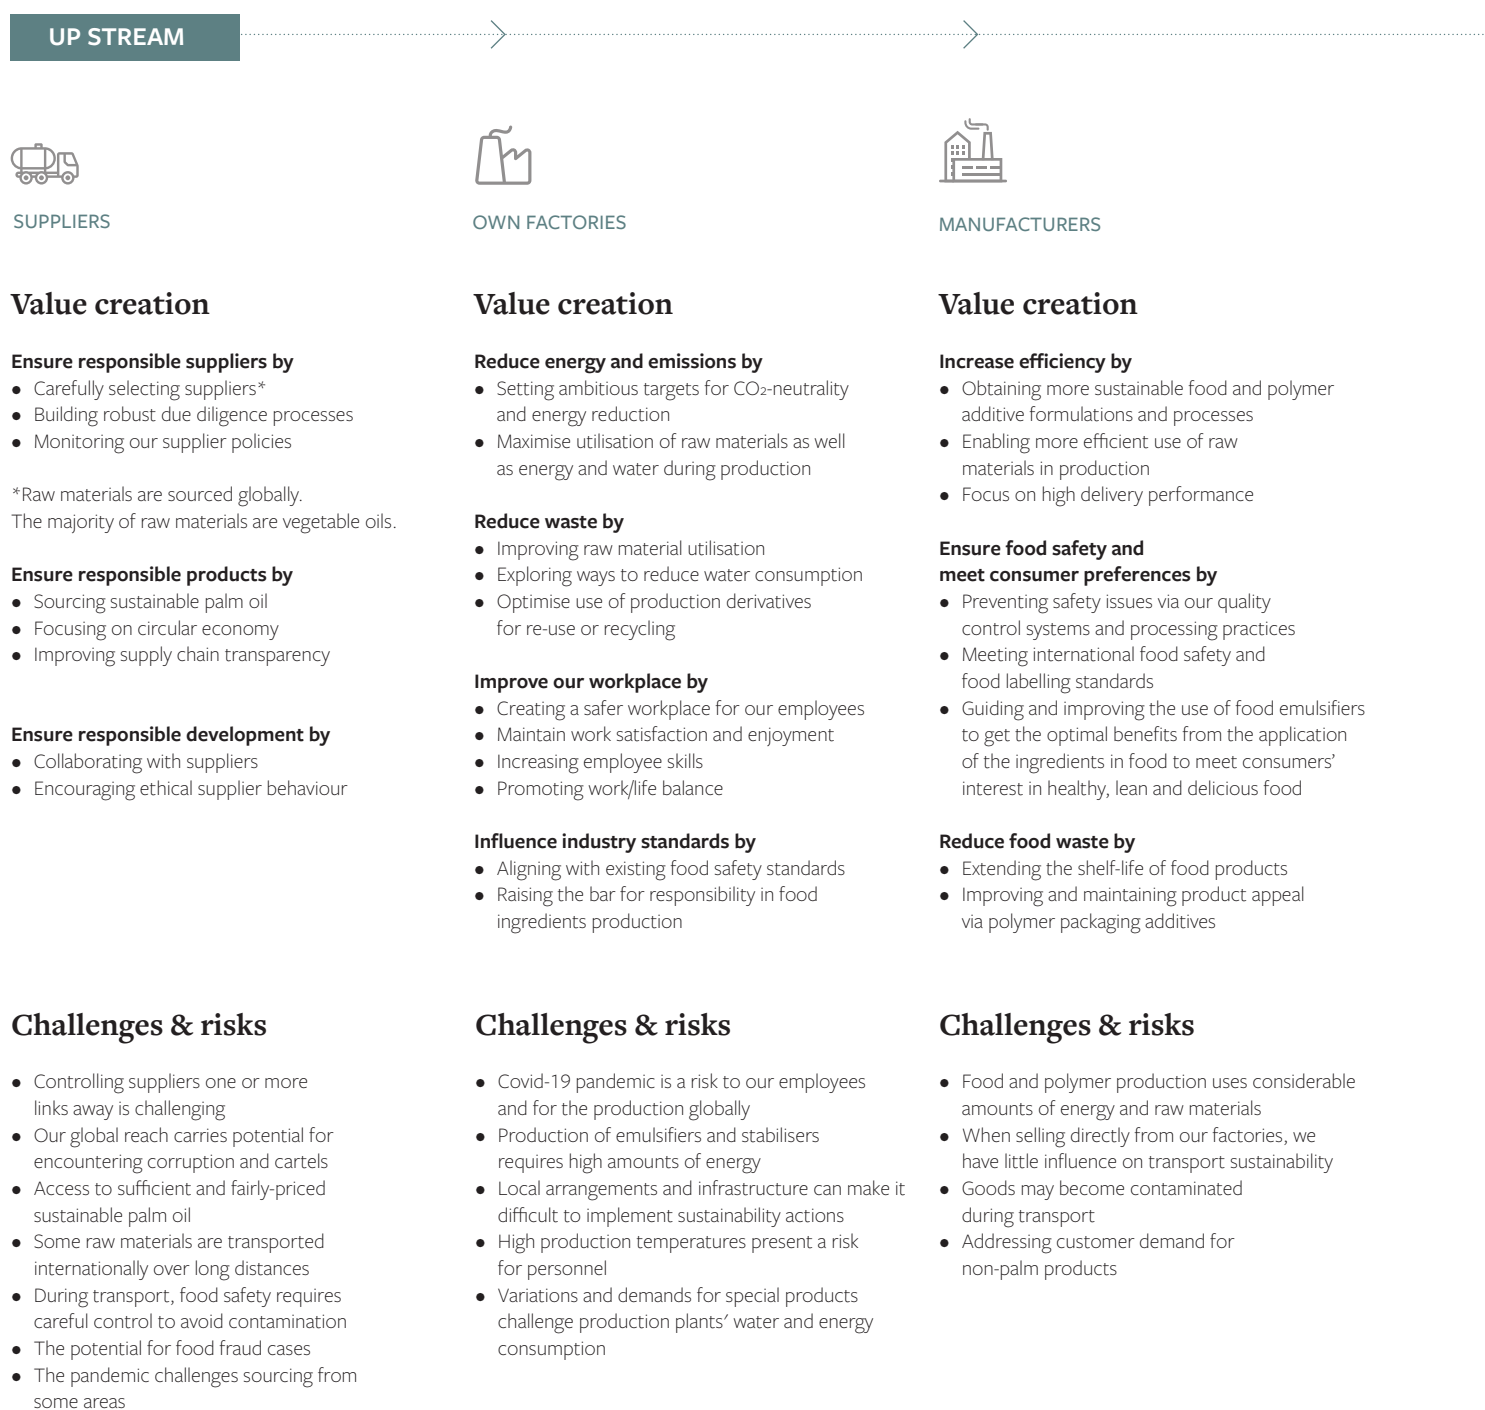 UP STREAM
SUPPLIERS
Value creation
Ensure responsible suppliers by
● Carefully selecting suppliers*
● Building robust due diligence processes
● Monitoring our supplier policies
*Raw materials are sourced globally.
The majority of raw materials are vegetable oils.
Ensure responsible products by
● Sourcing sustainable palm oil
● Focusing on circular economy
● Improving supply chain transparency
Ensure responsible development by
● Collaborating with suppliers
● Encouraging ethical supplier behaviour
Challenges & risks
● Controlling suppliers one or more
links away is challenging
● Our global reach carries potential for
encountering corruption and cartels
● Access to sufficient and fairly-priced
sustainable palm oil
● Some raw materials are transported
internationally over long distances
● During transport, food safety requires
careful control to avoid contamination
● The potential for food fraud cases
● The pandemic challenges sourcing from
some areas
OWN FACTORIES
Value creation
Reduce energy and emissions by
● Setting ambitious targets for CO₂-neutrality
and energy reduction
● Maximise utilisation of raw materials as well
as energy and water during production
Reduce waste by
● Improving raw material utilisation
● Exploring ways to reduce water consumption
● Optimise use of production derivatives
for re-use or recycling
Improve our workplace by
● Creating a safer workplace for our employees
● Maintain work satisfaction and enjoyment
● Increasing employee skills
● Promoting work/life balance
Influence industry standards by
● Aligning with existing food safety standards
● Raising the bar for responsibility in food
ingredients production
Challenges & risks
● Covid-19 pandemic is a risk to our employees
and for the production globally
● Production of emulsifiers and stabilisers
requires high amounts of energy
● Local arrangements and infrastructure can make it
difficult to implement sustainability actions
● High production temperatures present a risk
for personnel
● Variations and demands for special products
challenge production plants′ water and energy
consumption
MANUFACTURERS
Value creation
Increase efficiency by
● Obtaining more sustainable food and polymer
additive formulations and processes
● Enabling more efficient use of raw
materials in production
● Focus on high delivery performance
Ensure food safety and
meet consumer preferences by
● Preventing safety issues via our quality
control systems and processing practices
● Meeting international food safety and
food labelling standards
● Guiding and improving the use of food emulsifiers
to get the optimal benefits from the application
of the ingredients in food to meet consumers’
interest in healthy, lean and delicious food
Reduce food waste by
● Extending the shelf-life of food products
● Improving and maintaining product appeal
via polymer packaging additives
Challenges & risks
● Food and polymer production uses considerable
amounts of energy and raw materials
● When selling directly from our factories, we
have little influence on transport sustainability
● Goods may become contaminated
during transport
● Addressing customer demand for
non-palm products